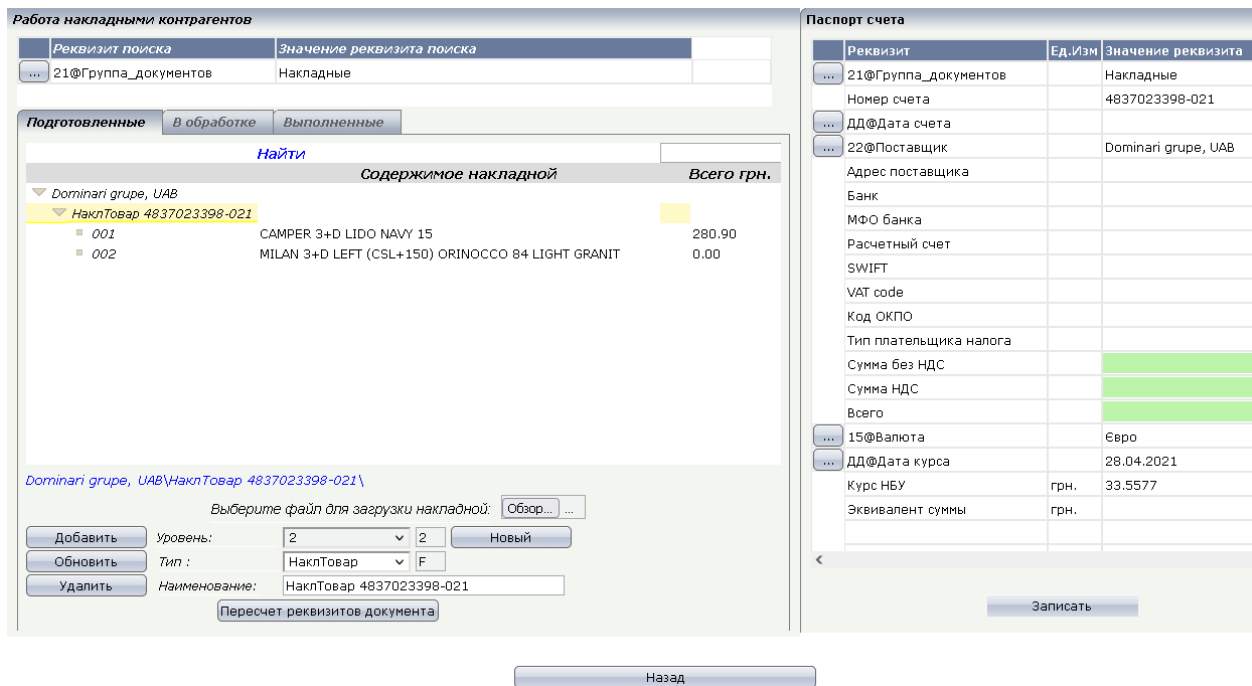 Работа накладными контрагентов
Реквизит поиска Значение реквизита поиска
... 21@Группа_документов Накладные
Подготовленные В обработке Выполненные
Найти
Содержимое накладной Всего грн.
Dominari grupe, UAB
НаклТовар 4837023398-021
001 CAMPER 3+D LIDO NAVY 15 280.90
002 MILAN 3+D LEFT (CSL+150) ORINOCCO 84 LIGHT GRANIT 0.00
Dominari grupe, UAB\НаклТовар 4837023398-021\
Выберите файл для загрузки накладной: Обзор... ...
Добавить Уровень: 2 2 Новый
Обновить Тип : НаклТовар F
Удалить Наименование: НаклТовар 4837023398-021
Пересчет реквизитов документа
Паспорт счета
Реквизит Ед.Изм Значение реквизита
... 21@Группа_документов Накладные
Номер счета 4837023398-021
... ДД@Дата счета
... 22@Поставщик Dominari grupe, UAB
Адрес поставщика
Банк
МФО банка
Расчетный счет
SWIFT
VAT code
Код ОКПО
Тип плательщика налога
Сумма без НДС
Сумма НДС
Всего
... 15@Валюта Євро
... ДД@Дата курса 28.04.2021
Курс НБУ грн. 33.5577
Эквивалент суммы грн.
Записать
Назад